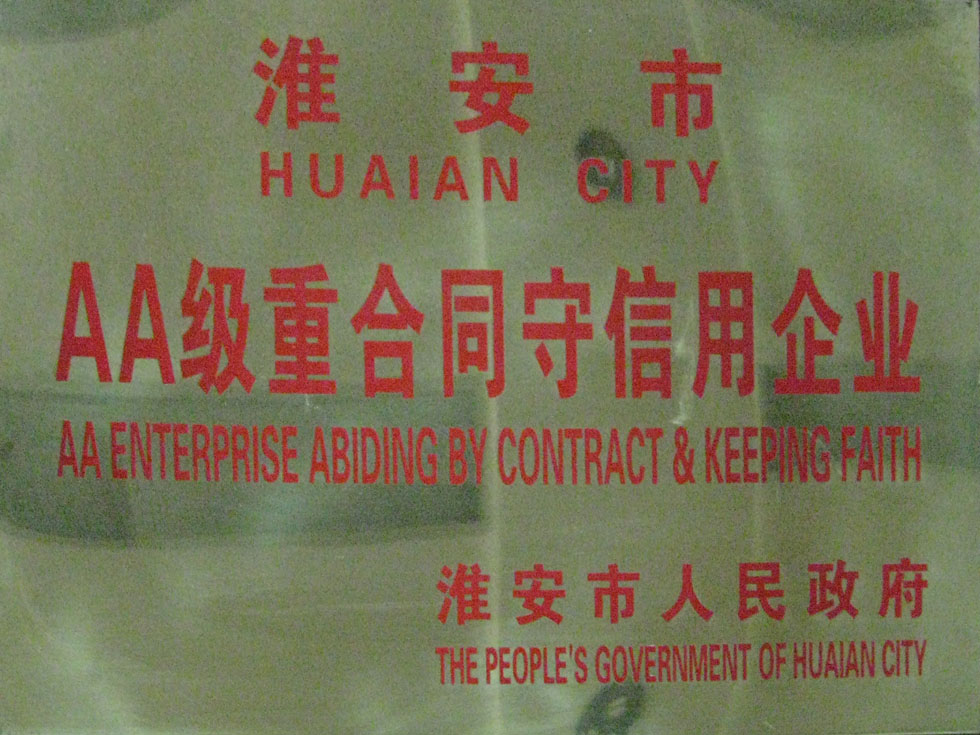 淮安市
HUAIAN CITY
AA级重合同守信用企业
AA ENTERPRISE ABIDING BY CONTRACT & KEEPING FAITH
淮安市人民政府
THE PEOPLE'S GOVERNMENT OF HUAIAN CITY